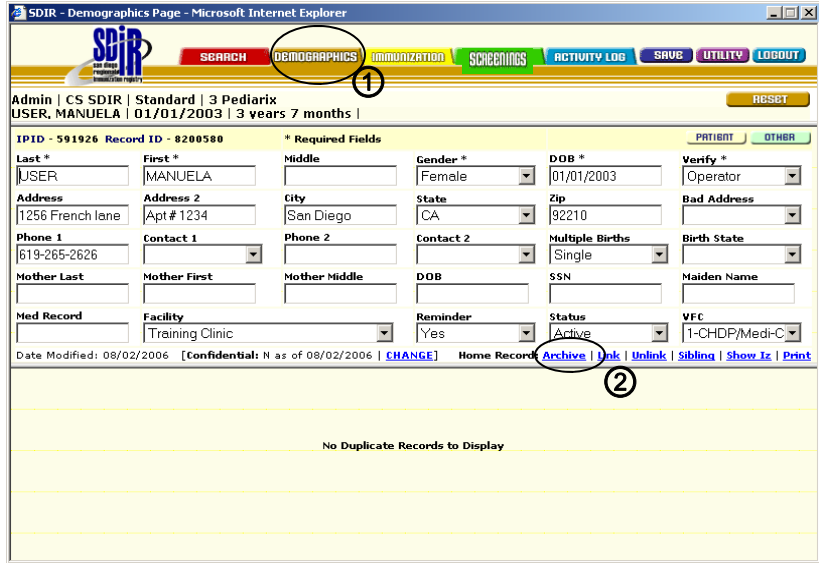 SDIR - Demographics Page - Microsoft Internet Explorer
SDIR
san diego
regional
immunization registry
SEARCH DEMOGRAPHICS IMMUNIZATION SCREENINGS ACTIVITY LOG SAVE UTILITY LOGOUT
1
Admin | CS SDIR | Standard | 3 Pediarix
RESET
USER, MANUELA | 01/01/2003 | 3 years 7 months |
IPID - 591926 Record ID - 8200580 * Required Fields PATIENT OTHER
Last * First * Middle Gender * DOB * Verify *
USER MANUELA Female 01/01/2003 Operator
Address Address 2 City State Zip Bad Address
1256 French lane Apt # 1234 San Diego CA 92210
Phone 1 Contact 1 Phone 2 Contact 2 Multiple Births Birth State
619-265-2626 Single
Mother Last Mother First Mother Middle DOB SSN Maiden Name
Med Record Facility Reminder Status VFC
Training Clinic Yes Active 1-CHDP/Medi-C
Date Modified: 08/02/2006 [Confidential: N as of 08/02/2006 | CHANGE] Home Record: Archive | Link | Unlink | Sibling | Show Iz | Print
2
No Duplicate Records to Display